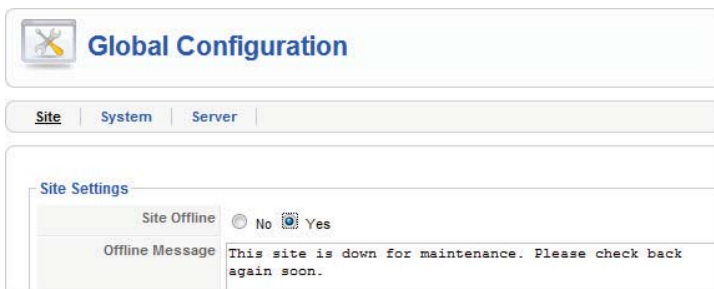 Global Configuration
Site System Server
Site Settings
Site Offline No Yes
Offline Message This site is down for maintenance. Please check back
again soon.